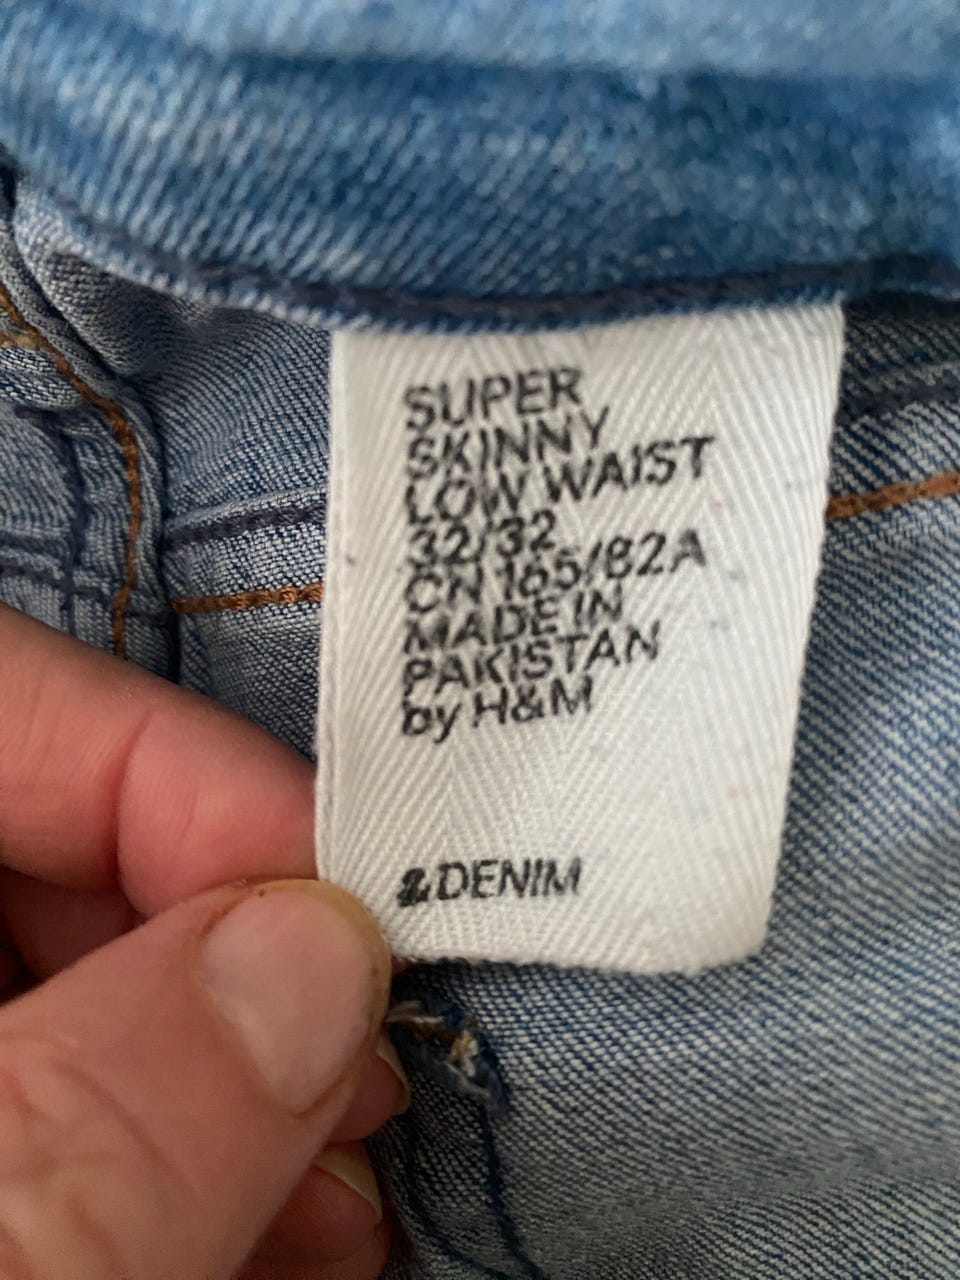 SUPER
SKINNY
LOW WAIST
32/32
CN 165/82A
MADE IN
PAKISTAN
by H&M
&DENIM